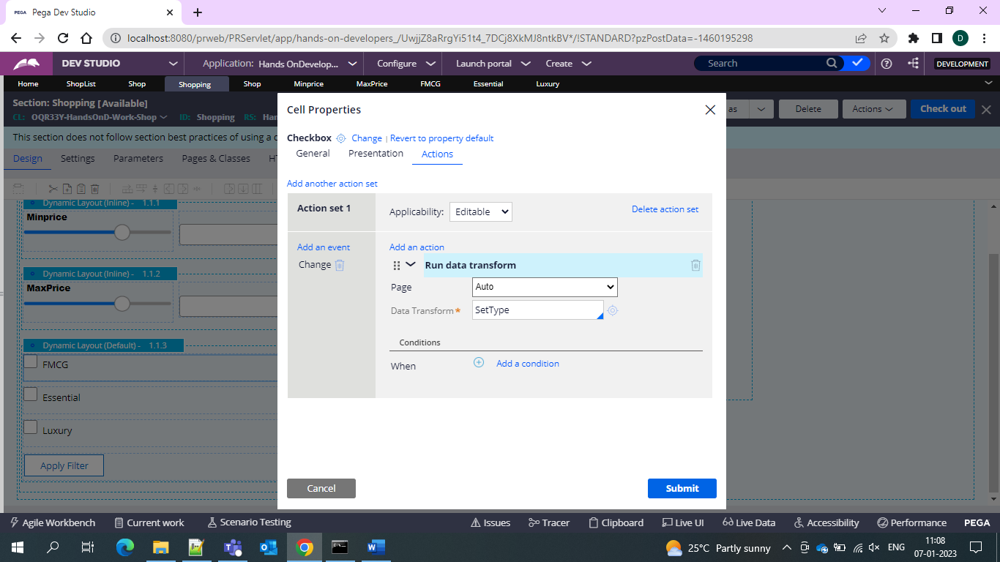 PEGA Pega Dev Studio
localhost:8080/prweb/PRServlet/app/hands-on-developers_/UwjjZ8aRrgYi51t4_7DCj8XkMJ8ntkBV*/!STANDARD?pzPostData=-1460195298
D
DEV STUDIO Application: Hands OnDevelop... Configure Launch portal Create Search DEVELOPMENT
Home ShopList Shop Shopping Shop Minprice MaxPrice FMCG Essential Luxury
Section: Shopping [Available]
CL: OQR33Y-HandsOnD-Work-Shop ID: Shopping RS: Han
as Delete Actions Check out
This section does not follow section best practices of using a d
Design Settings Parameters Pages & Classes HT
Dynamic Layout (Inline) - 1.1.1
Minprice
Dynamic Layout (Inline) - 1.1.2
MaxPrice
Dynamic Layout (Default) - 1.1.3
FMCG
Essential
Luxury
Apply Filter
Cell Properties
Checkbox Change | Revert to property default
General Presentation Actions
Add another action set
Action set 1 Applicability: Editable Delete action set
Add an event Add an action
Change Run data transform
Page Auto
Data Transform* SetType
Conditions
When Add a condition
Cancel Submit
Agile Workbench Current work Scenario Testing Issues Tracer Clipboard Live UI Live Data Accessibility Performance PEGA
25°C Partly sunny ENG 11:08
07-01-2023